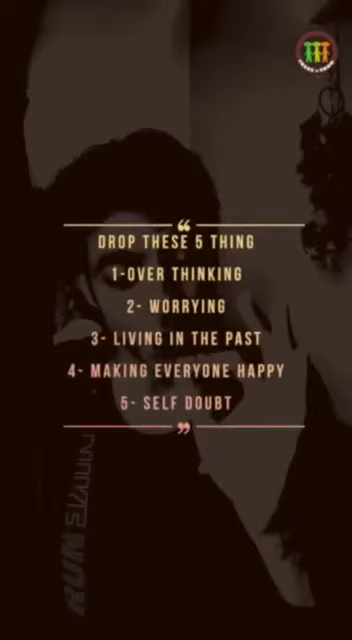 “
DROP THESE 5 THING
1-OVER THINKING
2- WORRYING
3- LIVING IN THE PAST
4- MAKING EVERYONE HAPPY
5- SELF DOUBT
”